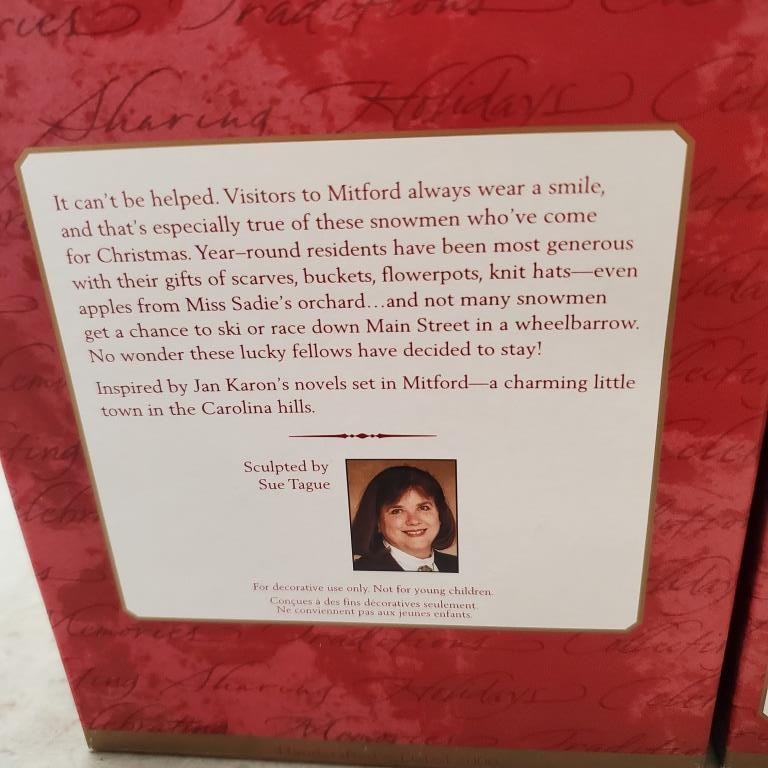 Traditions
Sharing Holidays
It can't be helped. Visitors to Mitford always wear a smile,
and that's especially true of these snowmen who've come
for Christmas. Year–round residents have been most generous
with their gifts of scarves, buckets, flowerpots, knit hats—even
apples from Miss Sadie's orchard...and not many snowmen
get a chance to ski or race down Main Street in a wheelbarrow.
No wonder these lucky fellows have decided to stay!
Inspired by Jan Karon's novels set in Mitford—a charming little
town in the Carolina hills.
Sculpted by
Sue Tague
For decorative use only. Not for young children.
Conçues à des fins décoratives seulement.
Ne conviennent pas aux jeunes enfants.
Memories Traditions
Sharing Holidays
Memories